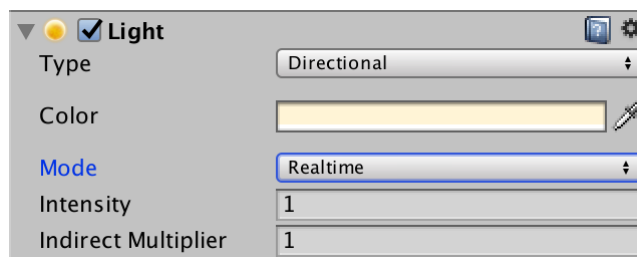 Light
Type Directional
Color
Mode Realtime
Intensity 1
Indirect Multiplier 1